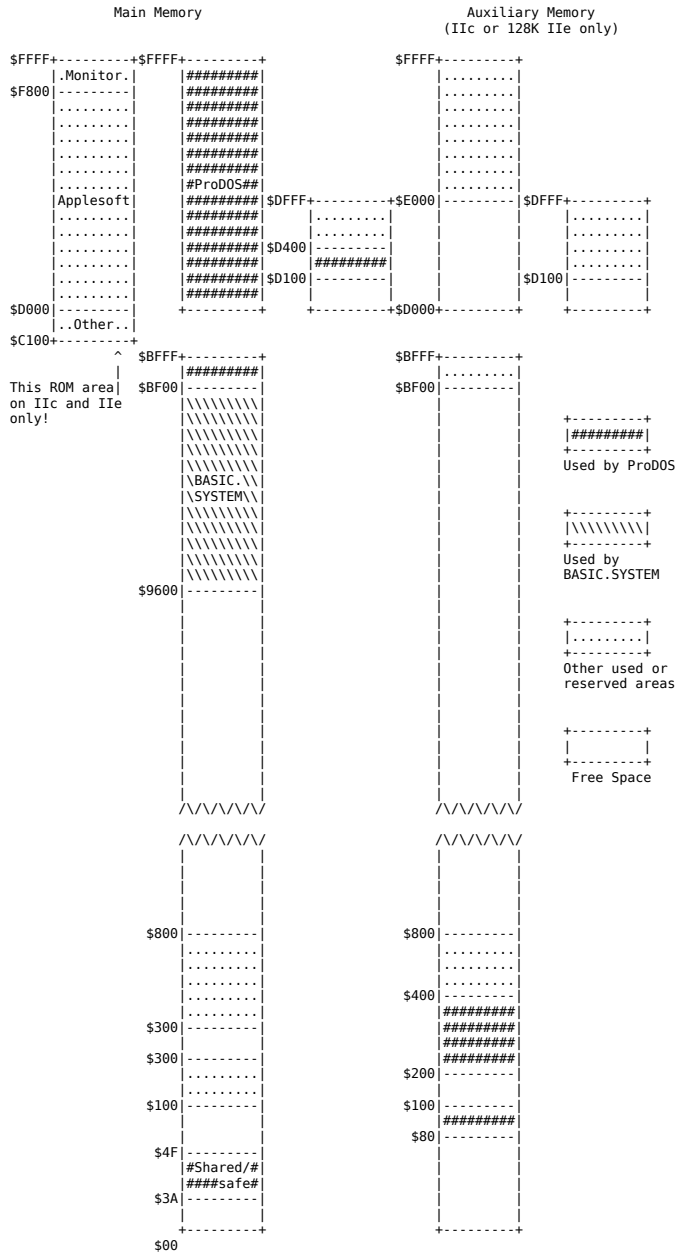 Main Memory                                  Auxiliary Memory
                                          (IIc or 128K IIe only)
$FFFF+---------+$FFFF+---------+                $FFFF+---------+
     |.Monitor.|     |#########|                     |.........|
$F800|---------|     |#########|                     |.........|
     |.........|     |#########|                     |.........|
     |.........|     |#########|                     |.........|
     |.........|     |#########|                     |.........|
     |.........|     |#########|                     |.........|
     |.........|     |#########|                     |.........|
     |.........|     |#ProDOS##|                     |.........|
     |Applesoft|     |#########|$DFFF+---------+$E000|---------|$DFFF+---------+
     |.........|     |#########|     |.........|     |         |     |.........|
     |.........|     |#########|     |.........|     |         |     |.........|
     |.........|     |#########|$D400|---------|     |         |     |.........|
     |.........|     |#########|     |#########|     |         |     |.........|
     |.........|     |#########|$D100|---------|     |         |$D100|---------|
     |.........|     |#########|     |         |     |         |     |         |
$D000|---------|     +---------+     +---------+$D000+---------+     +---------+
     |..Other..|
$C100+---------+
             ^  $BFFF+---------+                $BFFF+---------+
             |       |#########|                     |.........|
This ROM area|  $BF00|---------|                $BF00|---------|
on IIc and IIe       |\\\\\\\\\|                     |         |
only!                |\\\\\\\\\|                     |         |     +---------+
                     |\\\\\\\\\|                     |         |     |#########|
                     |\\\\\\\\\|                     |         |     +---------+
                     |\\\\\\\\\|                     |         |     Used by ProDOS
                     |\BASIC.\\|                     |         |
                     |\SYSTEM\\|                     |         |
                     |\\\\\\\\\|                     |         |     +---------+
                     |\\\\\\\\\|                     |         |     |\\\\\\\\\|
                     |\\\\\\\\\|                     |         |     +---------+
                     |\\\\\\\\\|                     |         |     Used by
                     |\\\\\\\\\|                     |         |     BASIC.SYSTEM
                $9600|---------|                     |         |
                     |         |                     |         |
                     |         |                     |         |     +---------+
                     |         |                     |         |     |.........|
                     |         |                     |         |     +---------+
                     |         |                     |         |     Other used or
                     |         |                     |         |     reserved areas
                     |         |                     |         |
                     |         |                     |         |
                     |         |                     |         |     +---------+
                     |         |                     |         |     |         |
                     |         |                     |         |     +---------+
                     |         |                     |         |      Free Space
                     |         |                     |         |
                     /\/\/\/\/\/                     /\/\/\/\/\/

                     /\/\/\/\/\/                     /\/\/\/\/\/
                     |         |                     |         |
                     |         |                     |         |
                     |         |                     |         |
                     |         |                     |         |
                     |         |                     |         |
                 $800|---------|                 $800|---------|
                     |.........|                     |.........|
                     |.........|                     |.........|
                     |.........|                     |.........|
                     |.........|                 $400|---------|
                     |.........|                     |#########|
                 $300|---------|                     |#########|
                     |         |                     |#########|
                 $300|---------|                     |#########|
                     |.........|                 $200|---------|
                     |.........|                     |         |
                 $100|---------|                 $100|---------|
                     |         |                     |#########|
                     |         |                  $80|---------|
                  $4F|---------|                     |         |
                     |#Shared/#|                     |         |
                     |####safe#|                     |         |
                  $3A|---------|                     |         |
                     |         |                     |         |
                     +---------+                     +---------+
                  $00